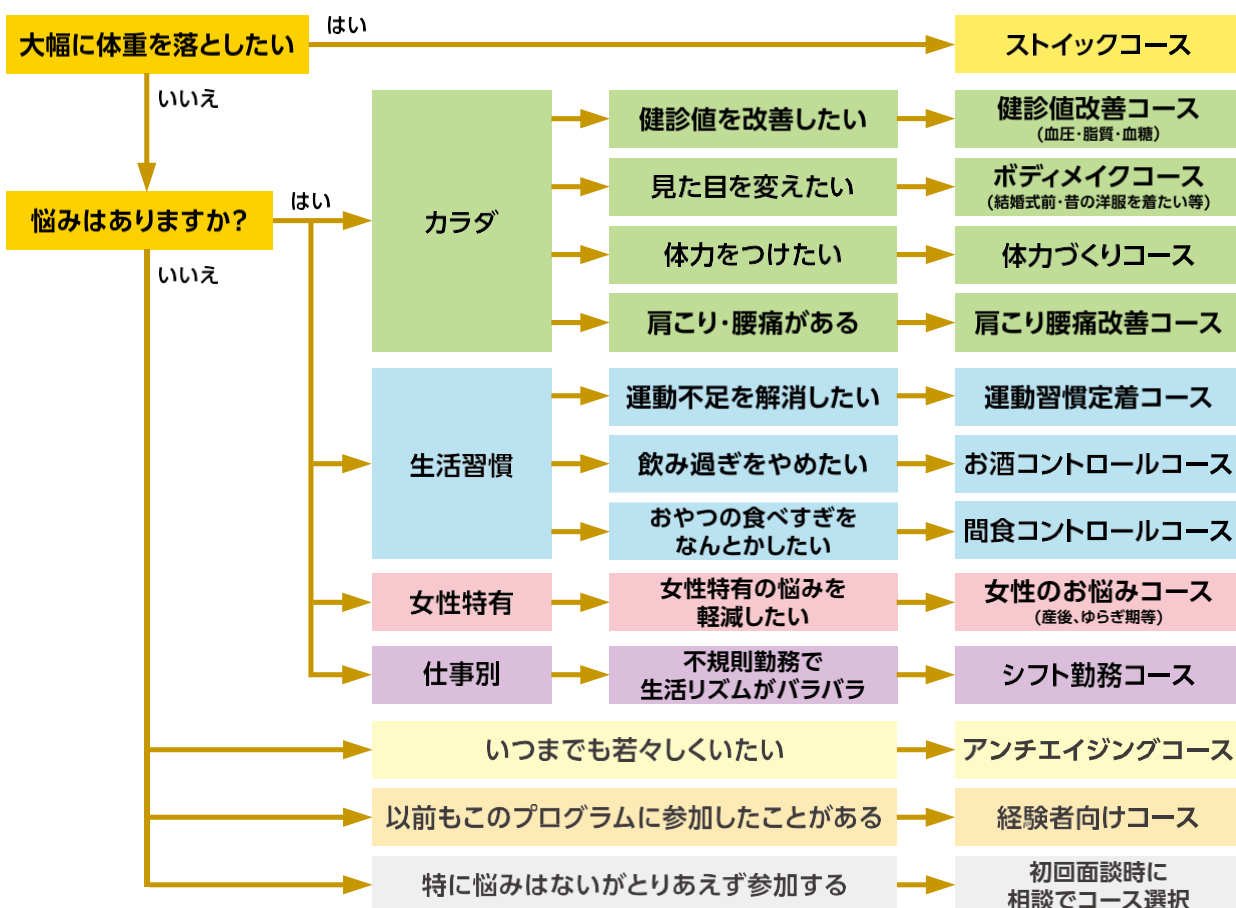 大幅に体重を落としたい
はい
ストイックコース
いいえ
悩みはありますか?
はい
いいえ
カラダ
健診値を改善したい
健診値改善コース
(血圧・脂質・血糖)
見た目を変えたい
ボディメイクコース
(結婚式前・昔の洋服を着たい等)
体力をつけたい
体力づくりコース
肩こり・腰痛がある
肩こり腰痛改善コース
生活習慣
運動不足を解消したい
運動習慣定着コース
飲み過ぎをやめたい
お酒コントロールコース
おやつの食べすぎを
なんとかしたい
間食コントロールコース
女性特有
女性特有の悩みを
軽減したい
女性のお悩みコース
(産後、ゆらぎ期等)
仕事別
不規則勤務で
生活リズムがバラバラ
シフト勤務コース
いつまでも若々しくいたい
アンチエイジングコース
以前もこのプログラムに参加したことがある
経験者向けコース
特に悩みはないがとりあえず参加する
初回面談時に
相談でコース選択